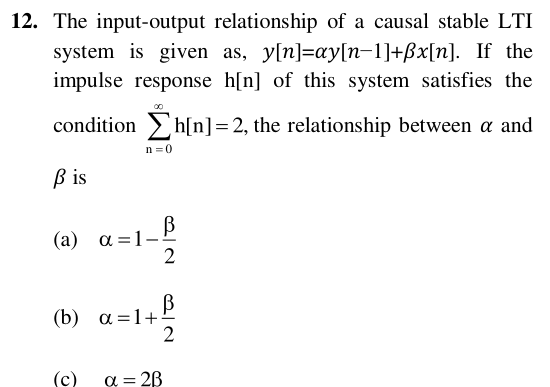 12. The input-output relationship of a causal stable LTI
system is given as, y[n]=αy[n−1]+βx[n]. If the
impulse response h[n] of this system satisfies the
condition ∑_{n=0}^{∞} h[n]=2, the relationship between α and
β is
(a) α=1−β/2
(b) α=1+β/2
(c) α=2β